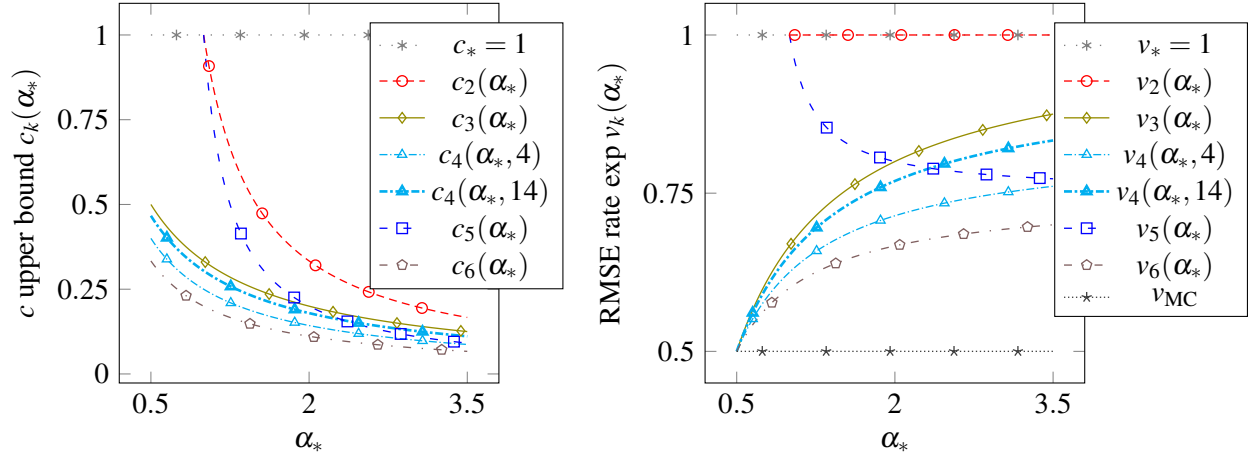 c upper bound c_k(α_*)
1
0.75
0.5
0.25
0
0.5
2
3.5
α_*
c_* = 1
c_2(α_*)
c_3(α_*)
c_4(α_*, 4)
c_4(α_*, 14)
c_5(α_*)
c_6(α_*)
RMSE rate exp v_k(α_*)
1
0.75
0.5
0.5
2
3.5
α_*
v_* = 1
v_2(α_*)
v_3(α_*)
v_4(α_*, 4)
v_4(α_*, 14)
v_5(α_*)
v_6(α_*)
v_MC